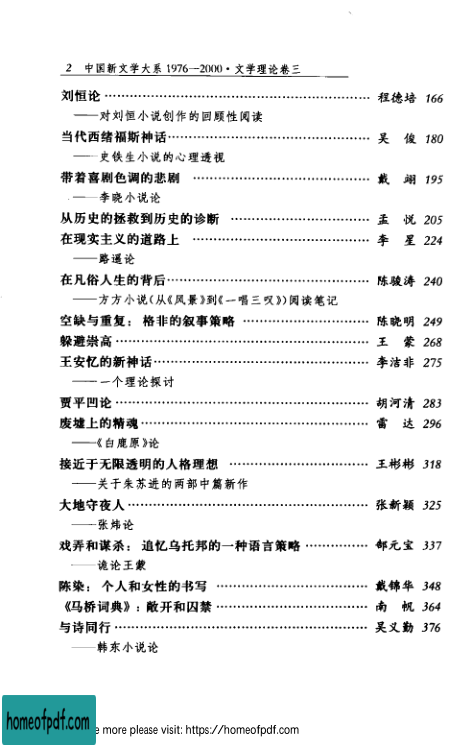 2 中国新文学大系 1976—2000·文学理论卷三
刘恒论 程德培 166
——对刘恒小说创作的回顾性阅读
当代西绪福斯神话 吴俊 180
——史铁生小说的心理透视
带着喜剧色调的悲剧 戴翊 195
——李晓小说论
从历史的拯救到历史的诊断 孟悦 205
在现实主义的道路上 李星 224
——路遥论
在凡俗人生的背后 陈骏涛 240
——方方小说(从《风景》到《一唱三叹》)阅读笔记
空缺与重复：格非的叙事策略 陈晓明 249
躲避崇高 王蒙 268
王安忆的新神话 李洁非 275
——一个理论探讨
贾平凹论 胡河清 283
废墟上的精魂 雷达 296
——《白鹿原》论
接近于无限透明的人格理想 王彬彬 318
——关于朱苏进的两部中篇新作
大地守夜人 张新颖 325
——张炜论
戏弄和谋杀：追忆乌托邦的一种语言策略 郜元宝 337
——诡论王蒙
陈染：个人和女性的书写 戴锦华 348
《马桥词典》：敞开和囚禁 南帆 364
与诗同行 吴义勤 376
——韩东小说论
homeofpdf.com
e more please visit: https://homeofpdf.com